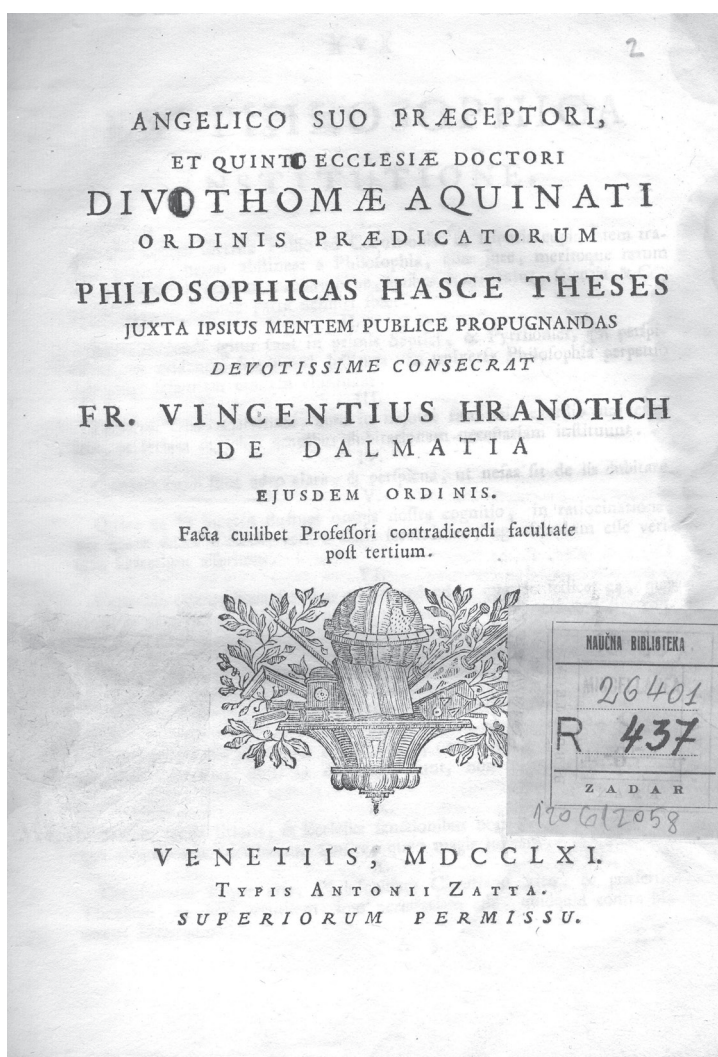 2
ANGELICO SUO PRÆCEPTORI,
ET QUINTO ECCLESIÆ DOCTORI
DIVO THOMÆ AQUINATI
ORDINIS PRÆDICATORUM
PHILOSOPHICAS HASCE THESES
JUXTA IPSIUS MENTEM PUBLICE PROPUGNANDAS
DEVOTISSIME CONSECRAT
FR. VINCENTIUS HRANOTICH
DE DALMATIA
EJUSDEM ORDINIS.
Facta cuilibet Profeſſori contradicendi facultate
poſt tertium.
NAUČNA BIBLIOTEKA
26401
R 437
ZADAR
120 G/2058
VENETIIS, MDCCLXI.
TYPIS ANTONII ZATTA.
SUPERIORUM PERMISSU.